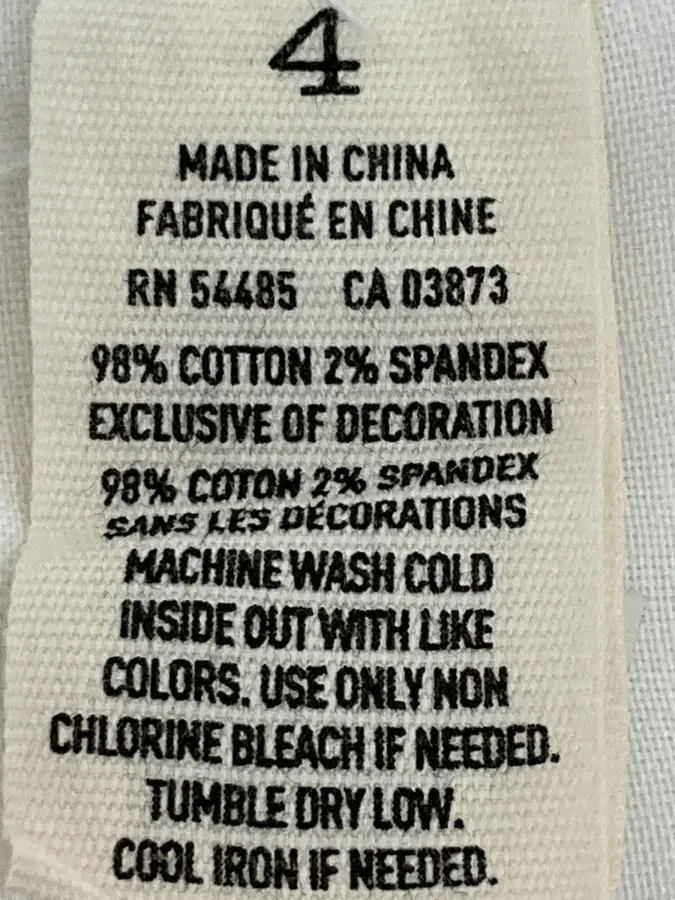 4
MADE IN CHINA
FABRIQUÉ EN CHINE
RN 54485 CA 03873
98% COTTON 2% SPANDEX
EXCLUSIVE OF DECORATION
98% COTON 2% SPANDEX
SANS LES DÉCORATIONS
MACHINE WASH COLD
INSIDE OUT WITH LIKE
COLORS. USE ONLY NON
CHLORINE BLEACH IF NEEDED.
TUMBLE DRY LOW.
COOL IRON IF NEEDED.